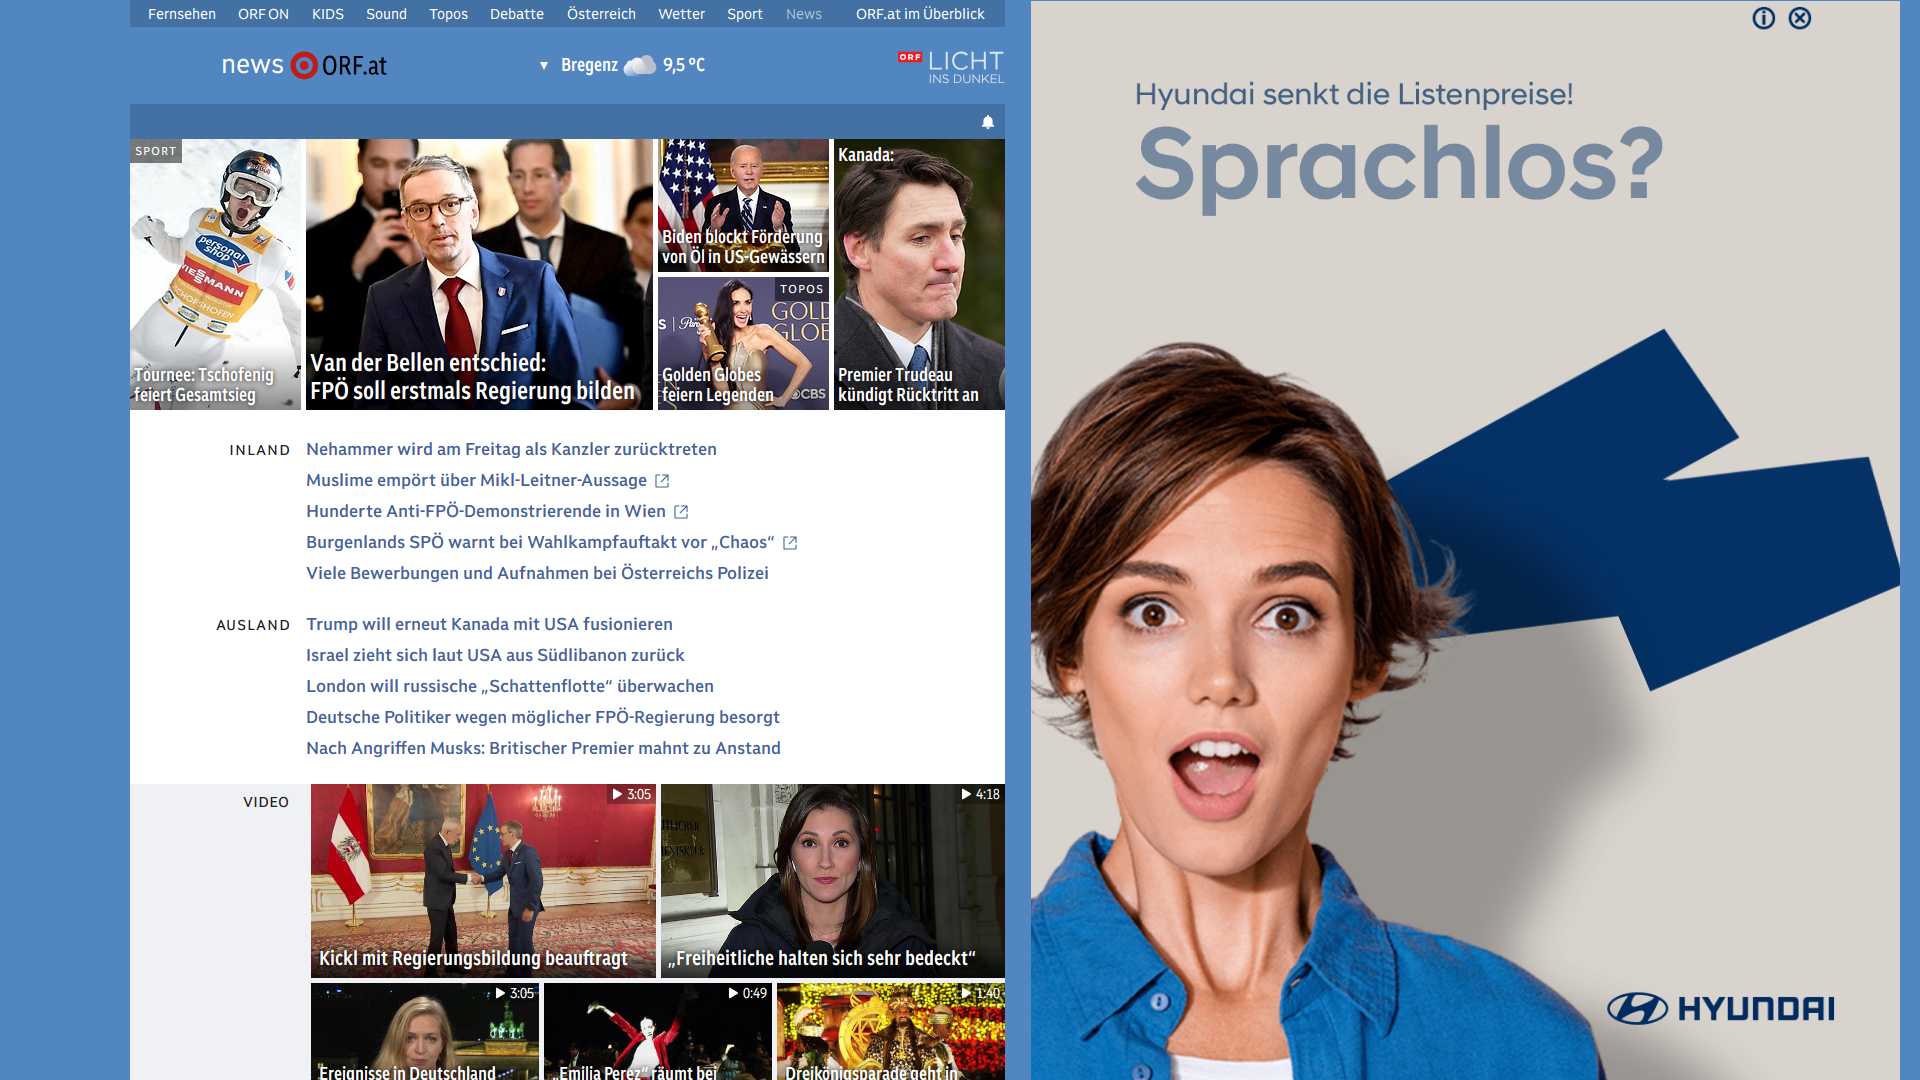 Fernsehen ORF ON KIDS Sound Topos Debatte Österreich Wetter Sport News ORF.at im Überblick
news ORF.at
Bregenz 9,5 °C
ORF LICHT
INS DUNKEL
SPORT
personal
shop
VIESSMANN
BISCHOFSHOFEN
Tournee: Tschofenig
feiert Gesamtsieg
Van der Bellen entschied:
FPÖ soll erstmals Regierung bilden
Biden blockt Förderung
von Öl in US-Gewässern
TOPOS
GOLD
GLOB
CBS
Golden Globes
feiern Legenden
Kanada:
Premier Trudeau
kündigt Rücktritt an
INLAND
Nehammer wird am Freitag als Kanzler zurücktreten
Muslime empört über Mikl-Leitner-Aussage
Hunderte Anti-FPÖ-Demonstrierende in Wien
Burgenlands SPÖ warnt bei Wahlkampfauftakt vor „Chaos“
Viele Bewerbungen und Aufnahmen bei Österreichs Polizei
AUSLAND
Trump will erneut Kanada mit USA fusionieren
Israel zieht sich laut USA aus Südlibanon zurück
London will russische „Schattenflotte“ überwachen
Deutsche Politiker wegen möglicher FPÖ-Regierung besorgt
Nach Angriffen Musks: Britischer Premier mahnt zu Anstand
VIDEO
3:05
Kickl mit Regierungsbildung beauftragt
4:18
„Freiheitliche halten sich sehr bedeckt“
3:05
Ereignisse in Deutschland
0:49
„Emilia Perez“ räumt bei
1:40
Dreikönigsparade geht in
Hyundai senkt die Listenpreise!
Sprachlos?
HYUNDAI